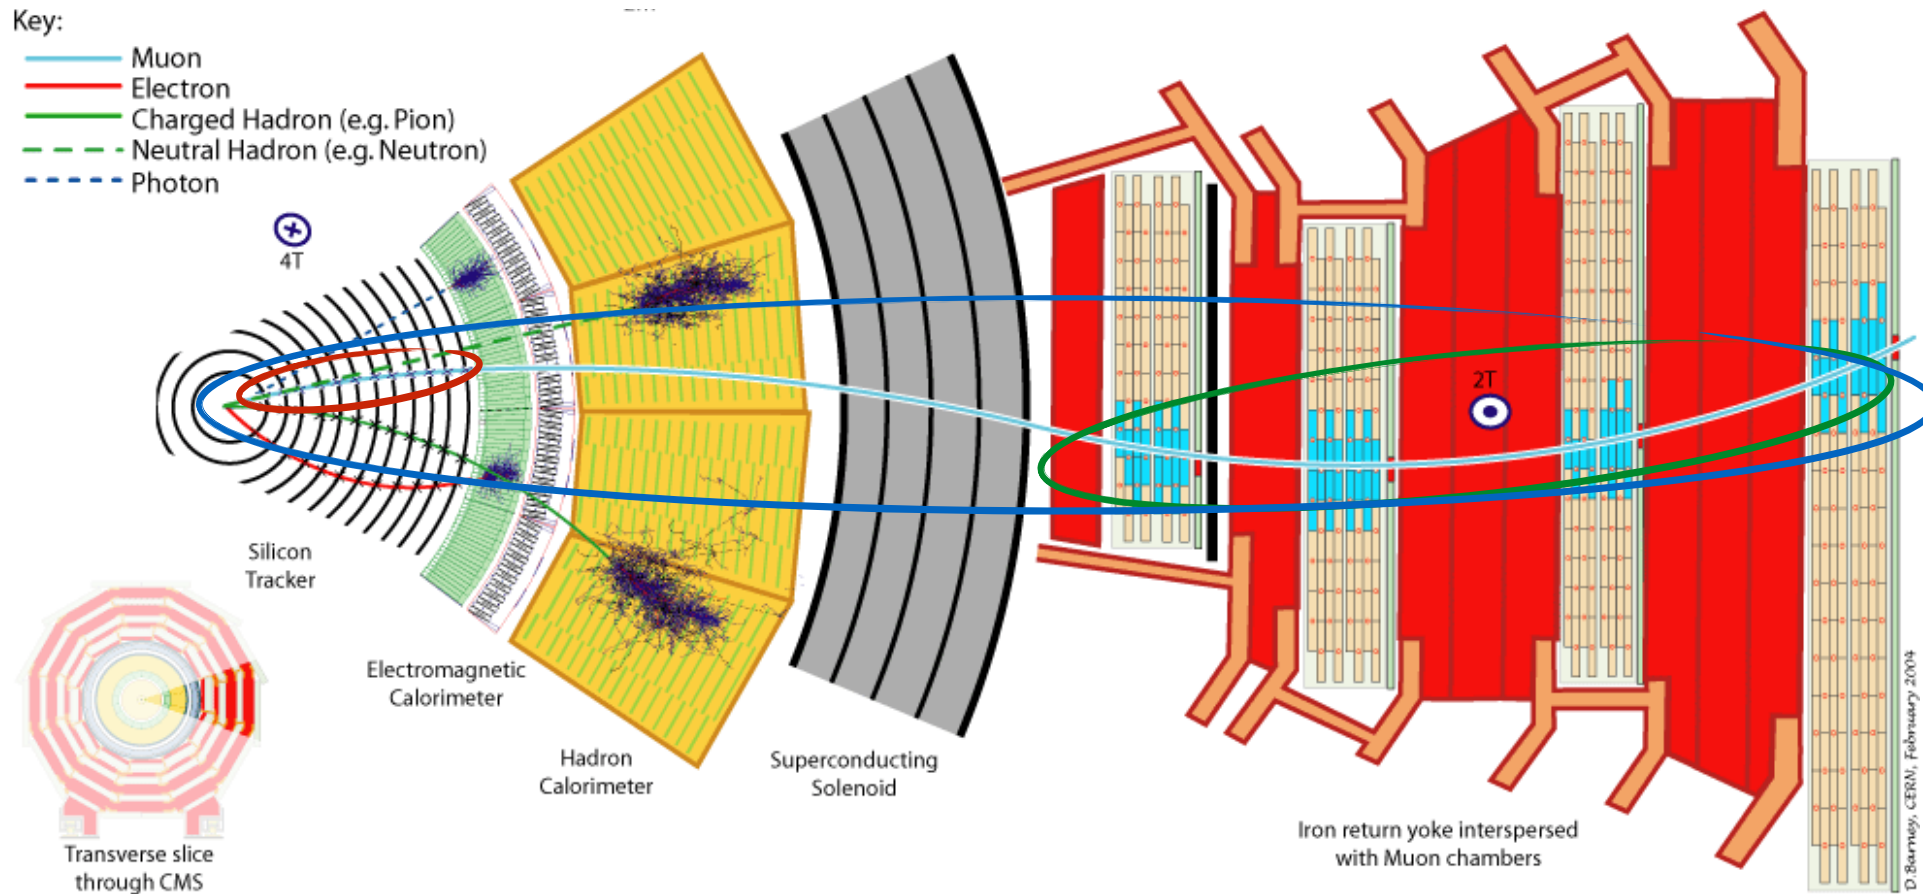 Key:
Muon
Electron
Charged Hadron (e.g. Pion)
Neutral Hadron (e.g. Neutron)
Photon
4T
2T
Silicon
Tracker
Electromagnetic
Calorimeter
Hadron
Calorimeter
Superconducting
Solenoid
Iron return yoke interspersed
with Muon chambers
Transverse slice
through CMS
D.Barney, CERN, February 2004